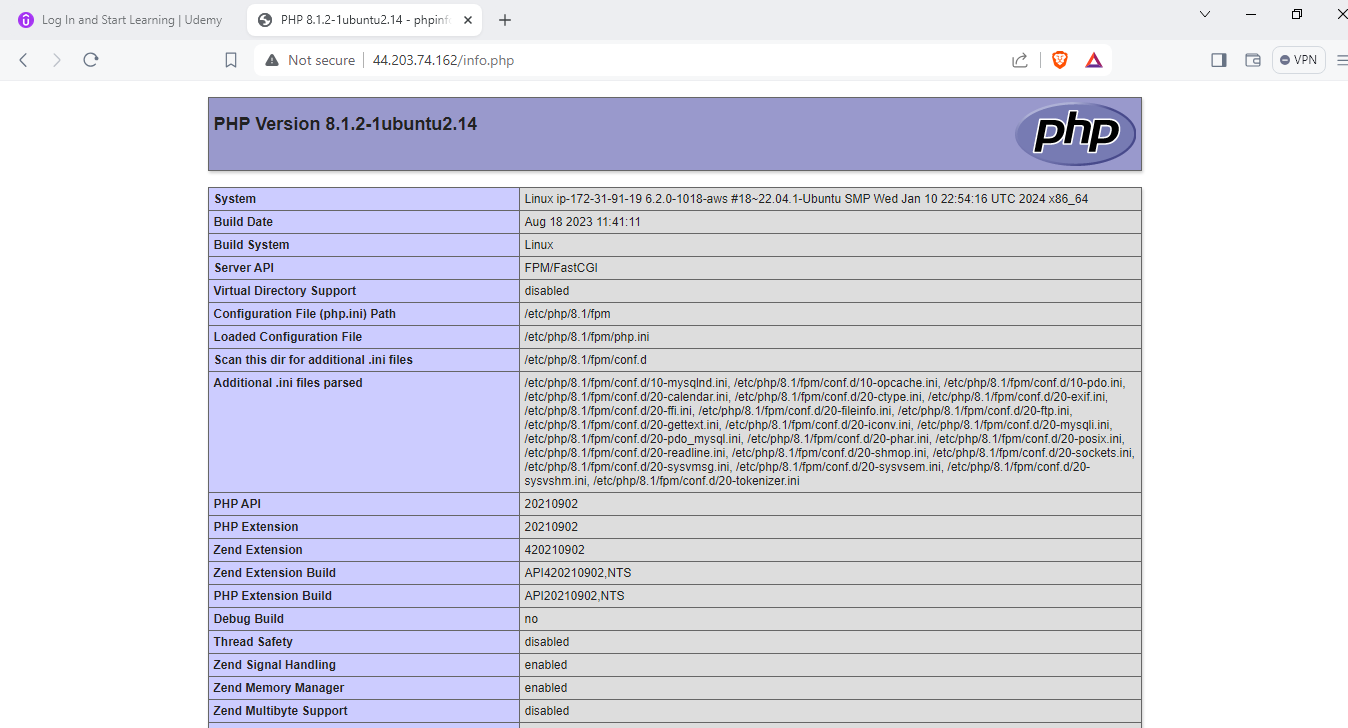 Log In and Start Learning | Udemy
PHP 8.1.2-1ubuntu2.14 - phpinf
Not secure
44.203.74.162/info.php
VPN
PHP Version 8.1.2-1ubuntu2.14
php
System Linux ip-172-31-91-19 6.2.0-1018-aws #18~22.04.1-Ubuntu SMP Wed Jan 10 22:54:16 UTC 2024 x86_64
Build Date Aug 18 2023 11:41:11
Build System Linux
Server API FPM/FastCGI
Virtual Directory Support disabled
Configuration File (php.ini) Path /etc/php/8.1/fpm
Loaded Configuration File /etc/php/8.1/fpm/php.ini
Scan this dir for additional .ini files /etc/php/8.1/fpm/conf.d
Additional .ini files parsed /etc/php/8.1/fpm/conf.d/10-mysqlnd.ini, /etc/php/8.1/fpm/conf.d/10-opcache.ini, /etc/php/8.1/fpm/conf.d/10-pdo.ini,
/etc/php/8.1/fpm/conf.d/20-calendar.ini, /etc/php/8.1/fpm/conf.d/20-ctype.ini, /etc/php/8.1/fpm/conf.d/20-exif.ini,
/etc/php/8.1/fpm/conf.d/20-ffi.ini, /etc/php/8.1/fpm/conf.d/20-fileinfo.ini, /etc/php/8.1/fpm/conf.d/20-ftp.ini,
/etc/php/8.1/fpm/conf.d/20-gettext.ini, /etc/php/8.1/fpm/conf.d/20-iconv.ini, /etc/php/8.1/fpm/conf.d/20-mysqli.ini,
/etc/php/8.1/fpm/conf.d/20-pdo_mysql.ini, /etc/php/8.1/fpm/conf.d/20-phar.ini, /etc/php/8.1/fpm/conf.d/20-posix.ini,
/etc/php/8.1/fpm/conf.d/20-readline.ini, /etc/php/8.1/fpm/conf.d/20-shmop.ini, /etc/php/8.1/fpm/conf.d/20-sockets.ini,
/etc/php/8.1/fpm/conf.d/20-sysvmsg.ini, /etc/php/8.1/fpm/conf.d/20-sysvsem.ini, /etc/php/8.1/fpm/conf.d/20-
sysvshm.ini, /etc/php/8.1/fpm/conf.d/20-tokenizer.ini
PHP API 20210902
PHP Extension 20210902
Zend Extension 420210902
Zend Extension Build API420210902,NTS
PHP Extension Build API20210902,NTS
Debug Build no
Thread Safety disabled
Zend Signal Handling enabled
Zend Memory Manager enabled
Zend Multibyte Support disabled